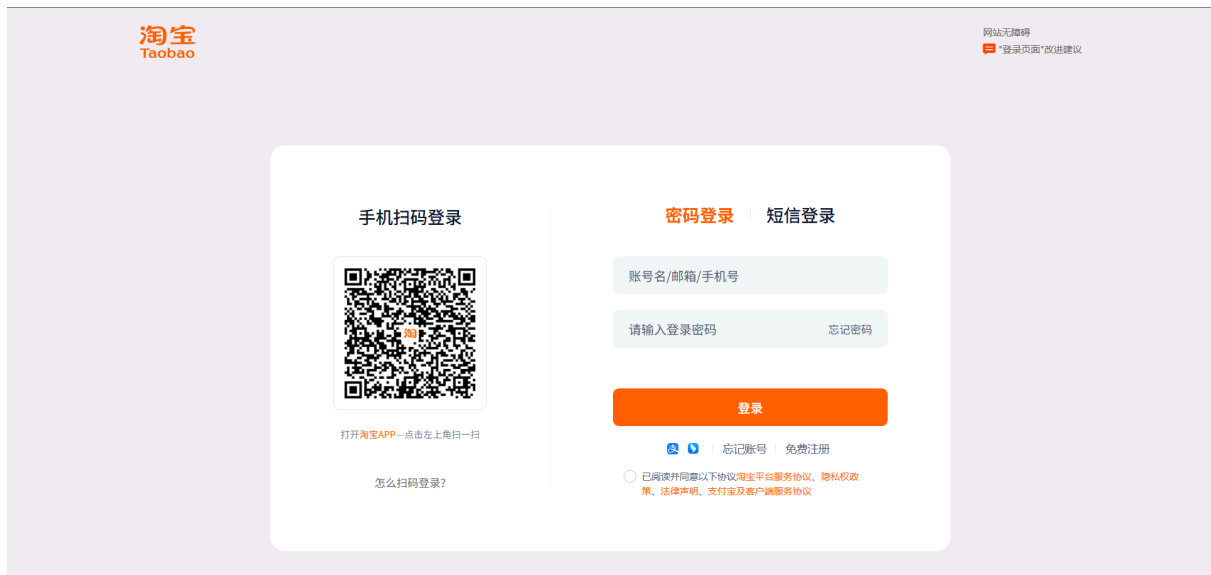 淘宝
Taobao
网站无障碍
"登录页面"改进建议
手机扫码登录
淘
打开淘宝APP—点击左上角扫一扫
怎么扫码登录?
密码登录
短信登录
账号名/邮箱/手机号
请输入登录密码
忘记密码
登录
支
忘记账号
免费注册
已阅读并同意以下协议淘宝平台服务协议、隐私权政
策、法律声明、支付宝及客户端服务协议